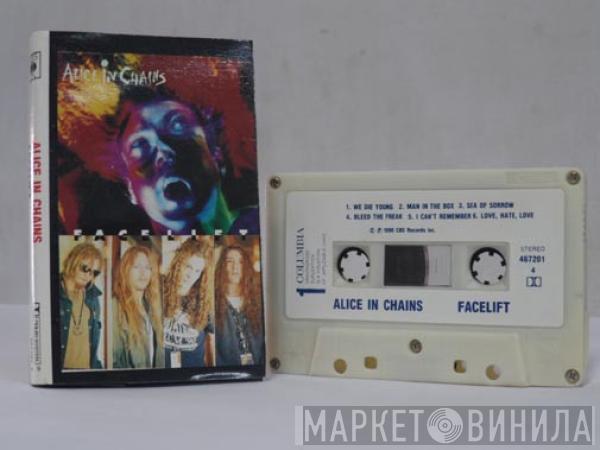 ALICE IN CHAINS
FACELIFT
ALICE IN CHAINS
1. WE DIE YOUNG 2. MAN IN THE BOX 3. SEA OF SORROW
4. BLEED THE FREAK 5. I CAN'T REMEMBER 6. LOVE, HATE, LOVE
© ℗ 1990 CBS Records Inc.
1 COLUMBIA
STEREO
467201
4
ALICE IN CHAINS FACELIFT
МАРКЕТ ВИНИЛА